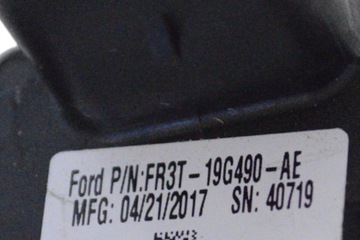 Ford P/N:FR3T-19G490-AE
MFG: 04/21/2017 SN: 40719